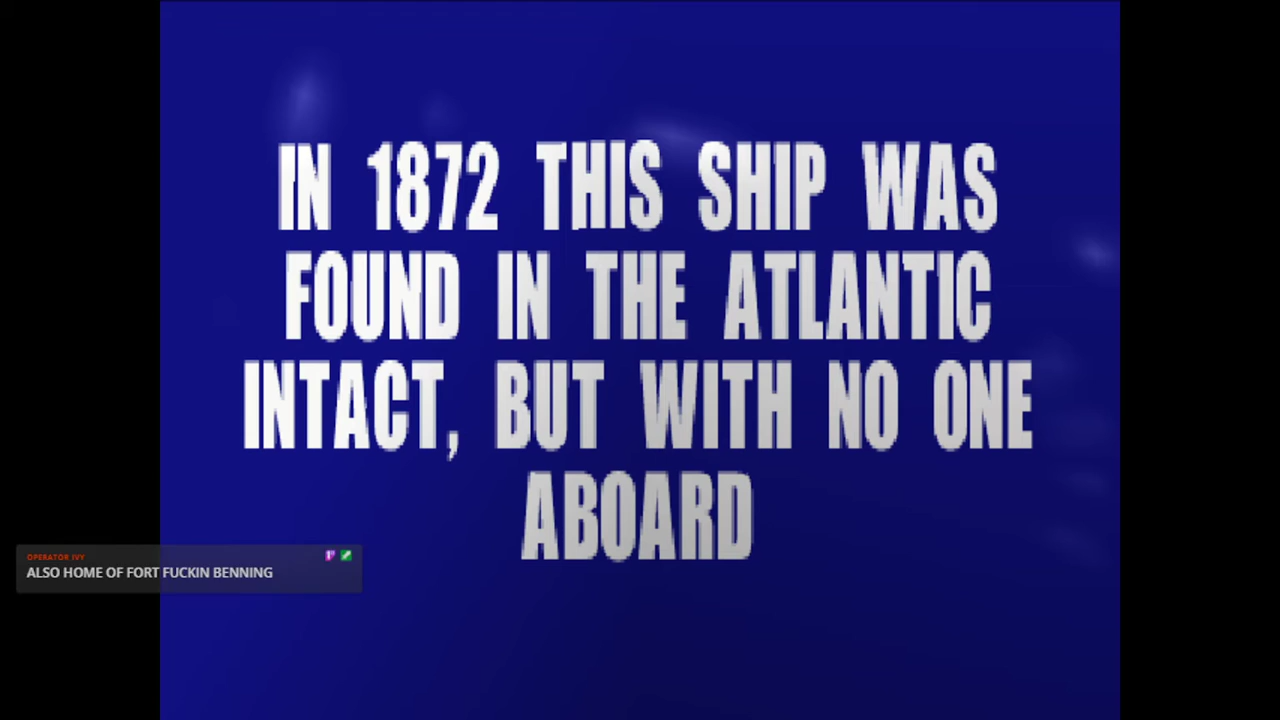 IN 1872 THIS SHIP WAS
FOUND IN THE ATLANTIC
INTACT, BUT WITH NO ONE
ABOARD
OPERATOR IVY
ALSO HOME OF FORT FUCKIN BENNING